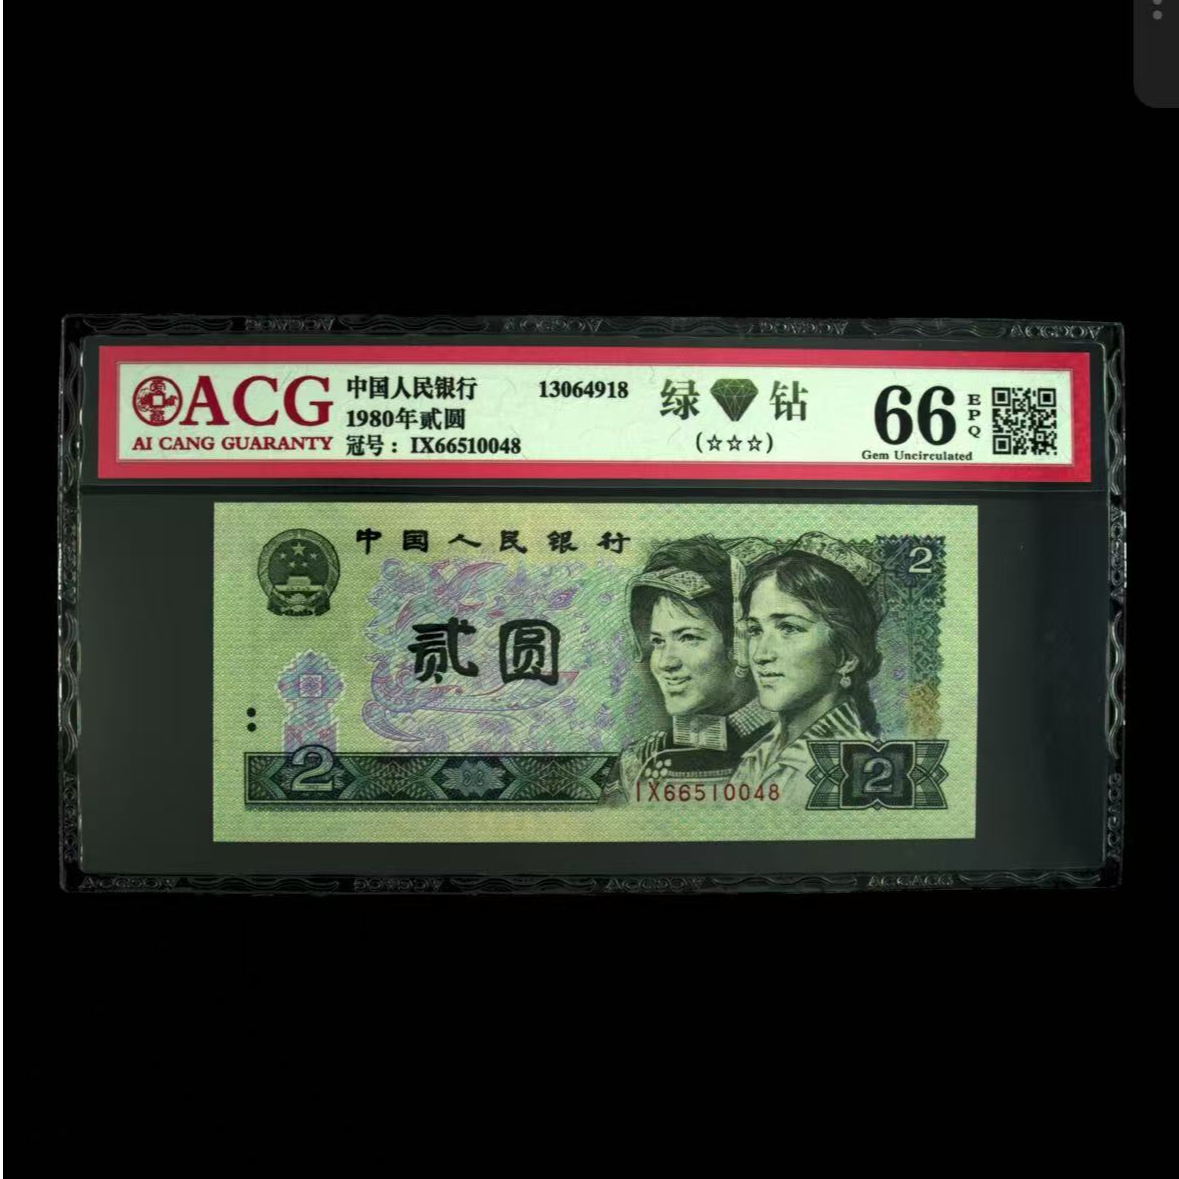 ACG
AI CANG GUARANTY
中国人民银行
1980年贰圆
冠号：IX66510048
13064918
绿 钻
(☆☆☆)
66
EPQ
Gem Uncirculated
中国人民银行
2
贰圆
2
2
IX66510048